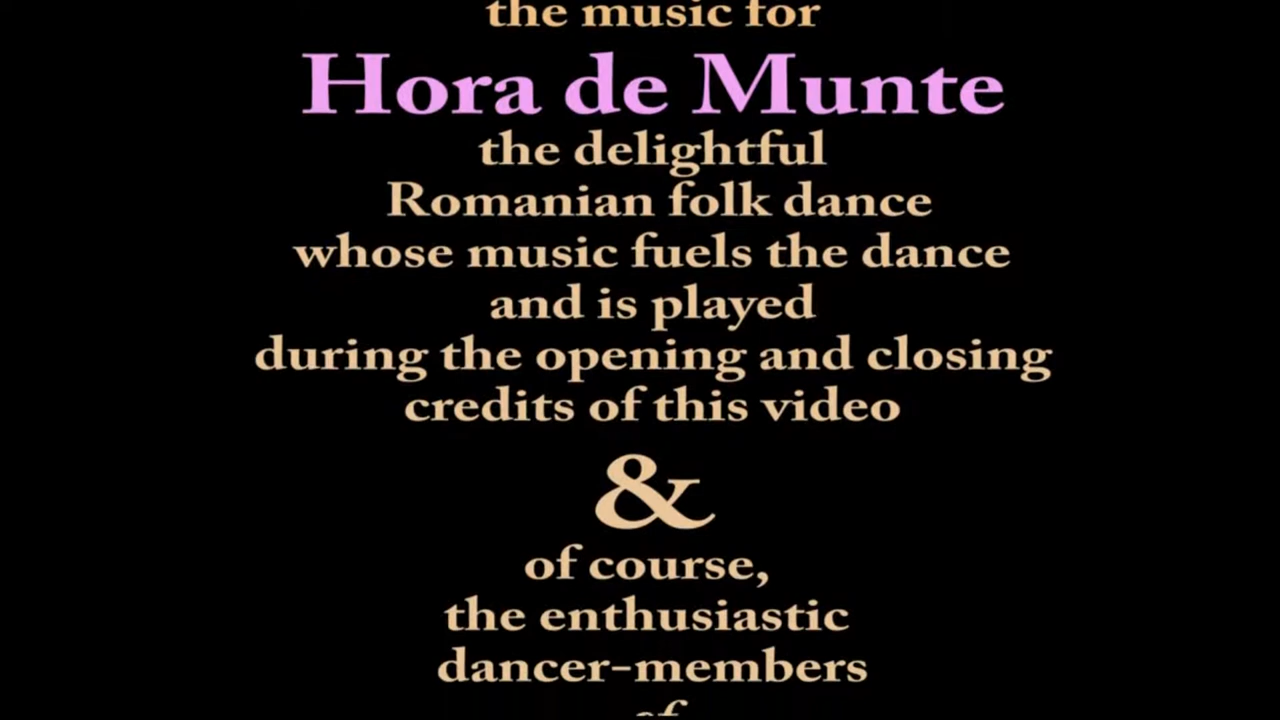 the music for
Hora de Munte
the delightful
Romanian folk dance
whose music fuels the dance
and is played
during the opening and closing
credits of this video
&
of course,
the enthusiastic
dancer-members
of